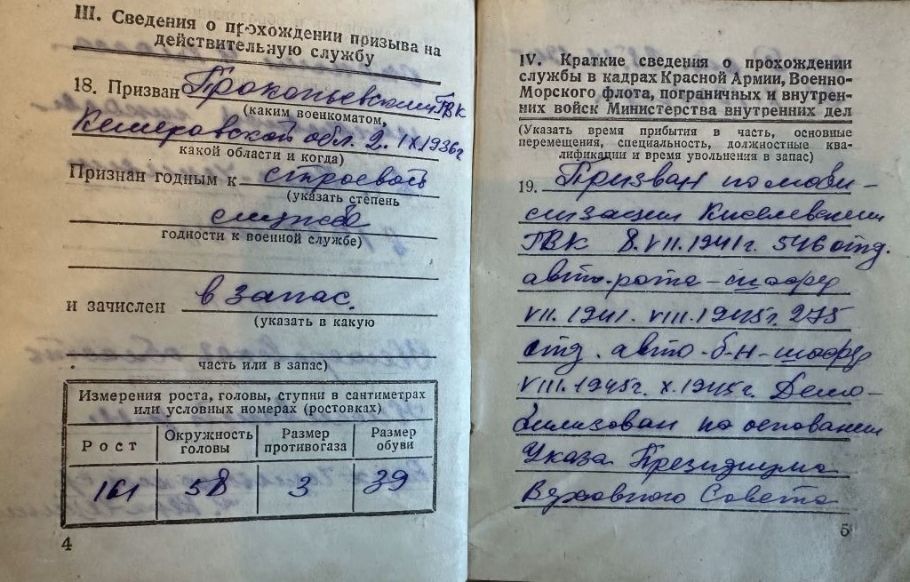 III. Сведения о прохождении призыва на
действительную службу
18. Призван Прокопьевским ГВК
(каким военкоматом,
Кемеровской обл. 2. IX 1936г
какой области и когда)
Признан годным к строевой
(указать степень
службе
годности к военной службе)
и зачислен в запас.
(указать в какую
часть или в запас)
Измерения роста, головы, ступни в сантиметрах
или условных номерах (ростовках)
Рост Окружность головы Размер противогаза Размер обуви
161 58 3 39
4
IV. Краткие сведения о прохождении
службы в кадрах Красной Армии, Военно-
Морского флота, пограничных и внутрен-
них войск Министерства внутренних дел
(Указать время прибытия в часть, основные
перемещения, специальность, должностные ква-
лификации и время увольнения в запас)
19. Призван по моби-
лизации Киселевским
ГВК 8. VII. 1941г. 546 отд.
авто-рота - шофер
VII. 1941. VIII. 1945г. 275
отд. авто-б-н - шофер
VIII. 1945г. X. 1945г. Демо-
билизован по основании
Указа Президиума
Верховного Совета
5